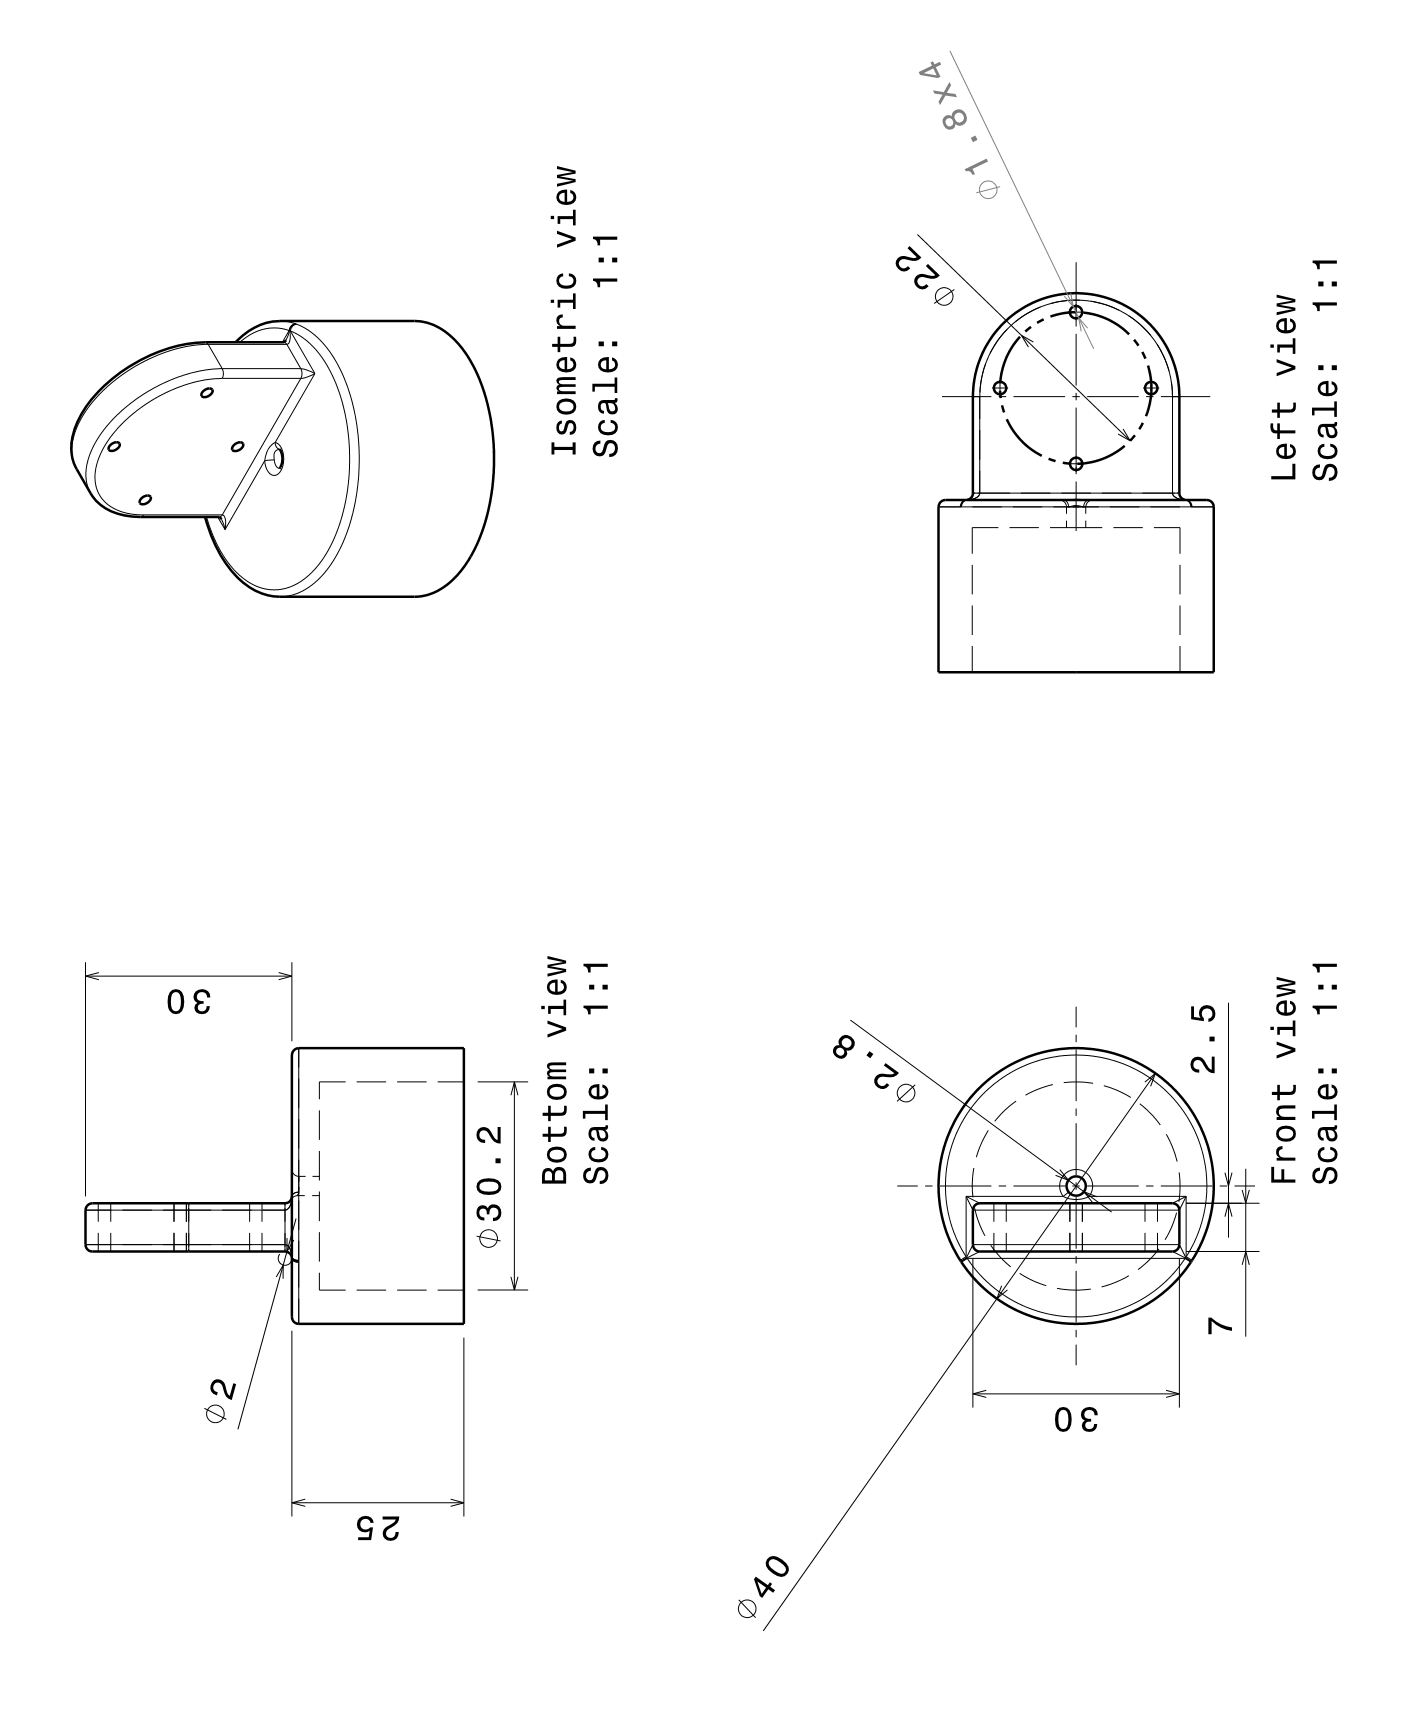 Isometric view
Scale: 1:1
⌀1.8x4
⌀22
Left view
Scale: 1:1
30
⌀30.2
⌀2
25
Bottom view
Scale: 1:1
⌀2.8
2.5
7
30
⌀40
Front view
Scale: 1:1